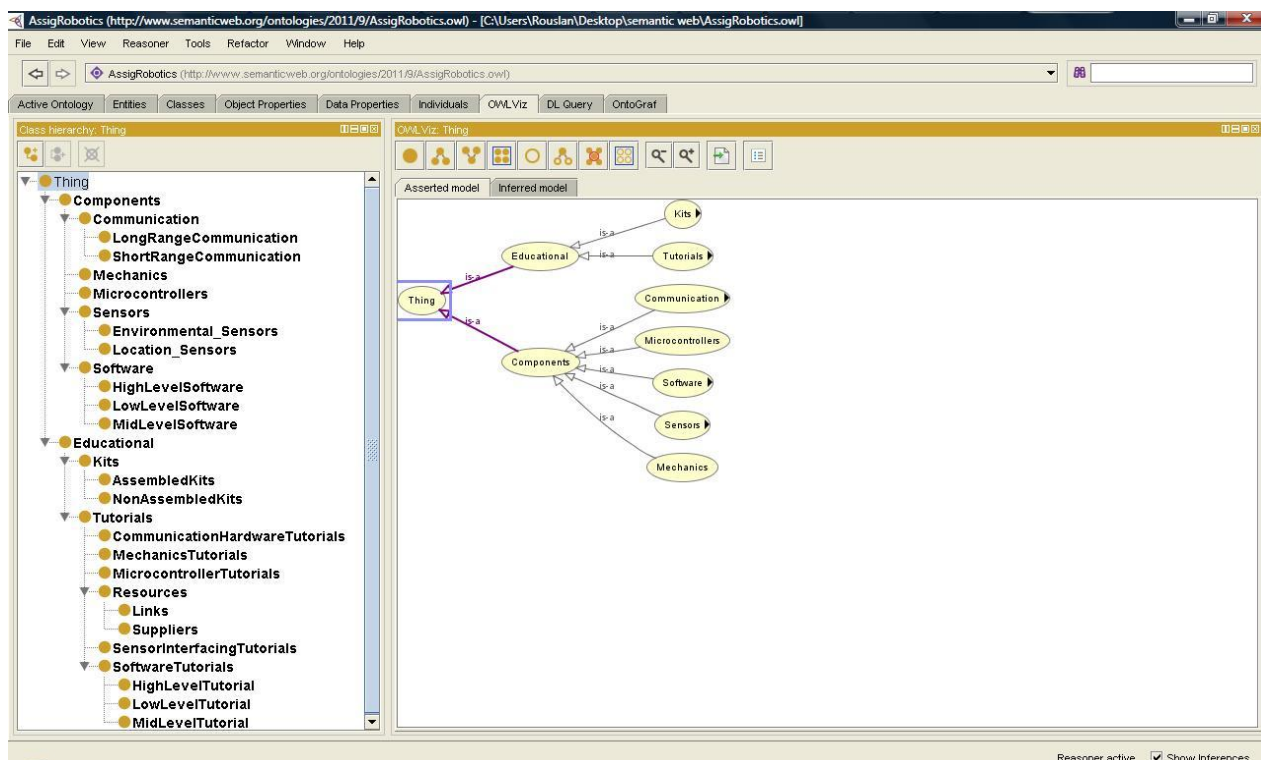 AssigRobotics (http://www.semanticweb.org/ontologies/2011/9/AssigRobotics.owl) - [C:\Users\Rouslan\Desktop\semantic web\AssigRobotics.owl]
File Edit View Reasoner Tools Refactor Window Help
AssigRobotics (http://www.semanticweb.org/ontologies/2011/9/AssigRobotics.owl)
Active Ontology Entities Classes Object Properties Data Properties Individuals OWLViz DL Query OntoGraf
Class hierarchy: Thing
Thing
Components
Communication
LongRangeCommunication
ShortRangeCommunication
Mechanics
Microcontrollers
Sensors
Environmental_Sensors
Location_Sensors
Software
HighLevelSoftware
LowLevelSoftware
MidLevelSoftware
Educational
Kits
AssembledKits
NonAssembledKits
Tutorials
CommunicationHardwareTutorials
MechanicsTutorials
MicrocontrollerTutorials
Resources
Links
Suppliers
SensorInterfacingTutorials
SoftwareTutorials
HighLevelTutorial
LowLevelTutorial
MidLevelTutorial
OWLViz: Thing
Asserted model Inferred model
Kits
is-a
Educational is-a Tutorials
is-a
Thing Communication
is-a
is-a
Microcontrollers
is-a
Components
is-a
Software
is-a
is-a
Sensors
Mechanics
Reasoner active Show Inferences